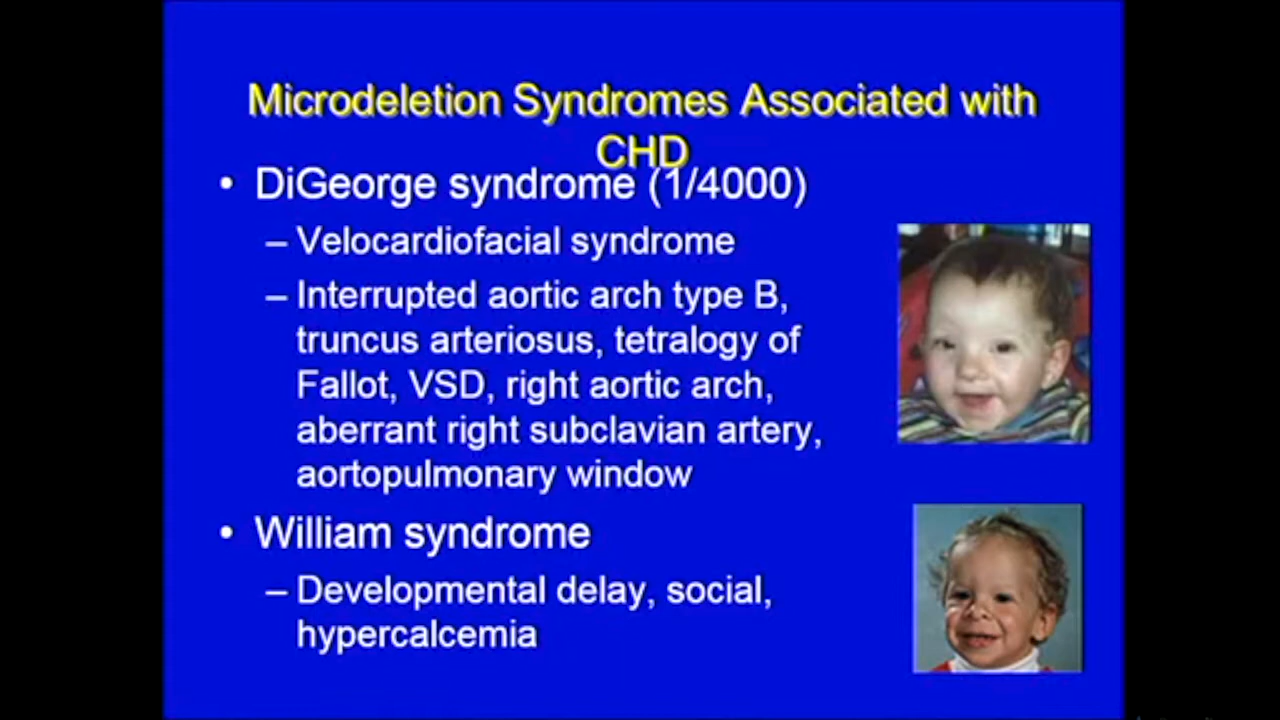 Microdeletion Syndromes Associated with
CHD
• DiGeorge syndrome (1/4000)
– Velocardiofacial syndrome
– Interrupted aortic arch type B,
truncus arteriosus, tetralogy of
Fallot, VSD, right aortic arch,
aberrant right subclavian artery,
aortopulmonary window
• William syndrome
– Developmental delay, social,
hypercalcemia